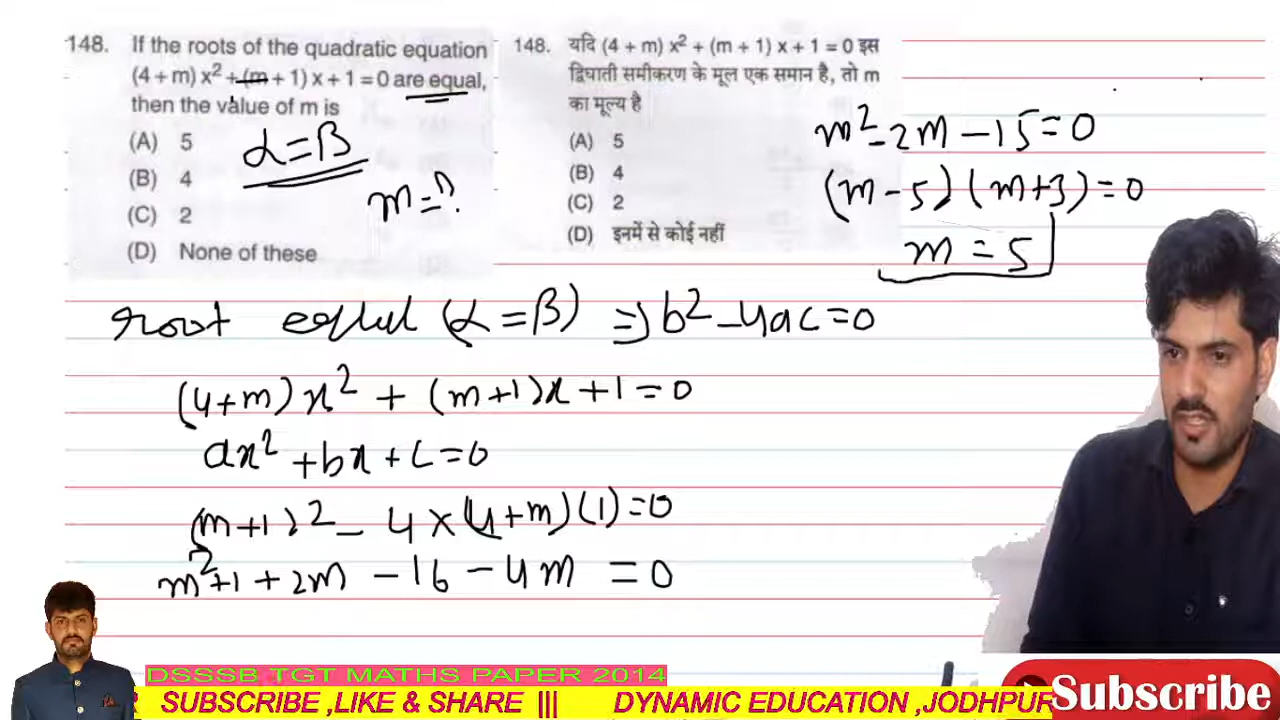 148. If the roots of the quadratic equation
(4 + m) x² + (m + 1) x + 1 = 0 are equal,
then the value of m is
(A) 5
(B) 4
(C) 2
(D) None of these
α = β
m = ?
148. यदि (4 + m) x² + (m + 1) x + 1 = 0 इस
द्विघाती समीकरण के मूल एक समान है, तो m
का मूल्य है
(A) 5
(B) 4
(C) 2
(D) इनमें से कोई नहीं
m² - 2m - 15 = 0
(m - 5) (m + 3) = 0
m = 5
root equal (α = β) ⇒ b² - 4ac = 0
(4+m) x² + (m+1)x + 1 = 0
ax² + bx + c = 0
(m+1)² - 4 × (4+m) (1) = 0
m² + 1 + 2m - 16 - 4m = 0
DSSSB TGT MATHS PAPER 2014
R SUBSCRIBE ,LIKE & SHARE ||| DYNAMIC EDUCATION ,JODHPUR
Subscribe